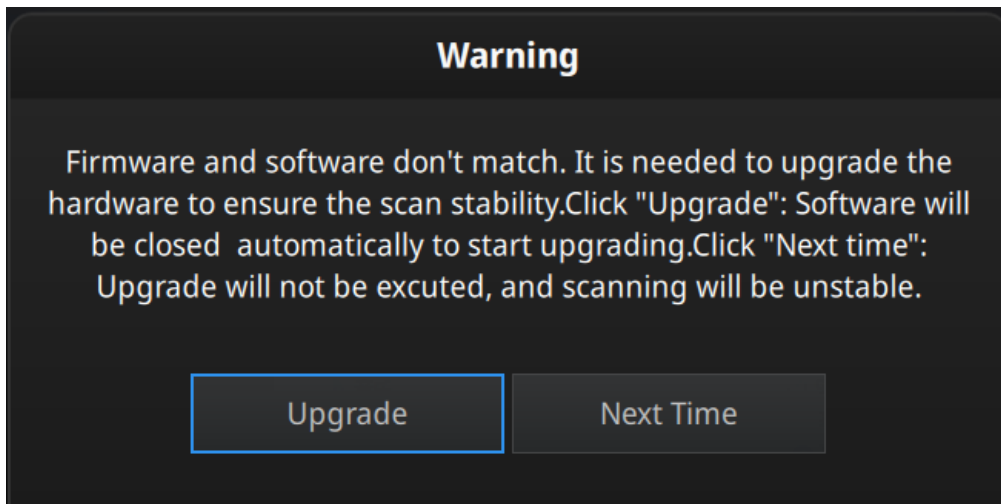 Warning
Firmware and software don't match. It is needed to upgrade the
hardware to ensure the scan stability.Click "Upgrade": Software will
be closed  automatically to start upgrading.Click "Next time":
Upgrade will not be excuted, and scanning will be unstable.
Upgrade
Next Time